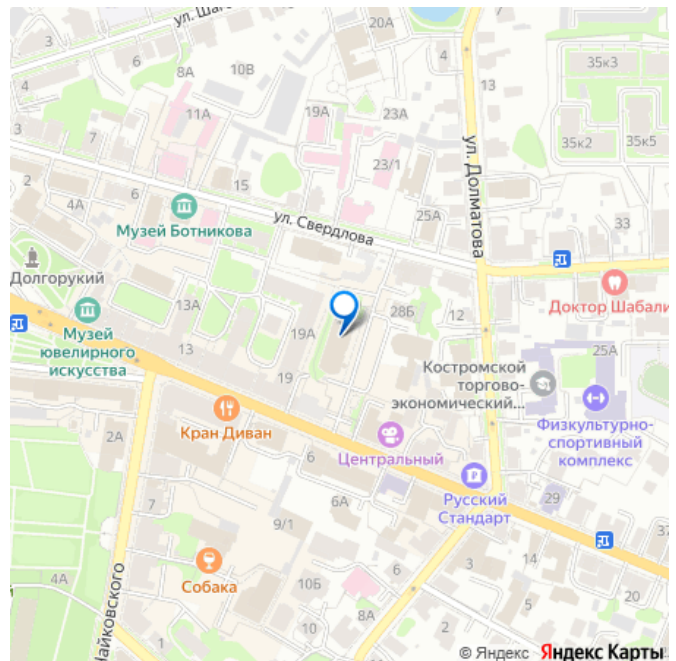 20А
ул. Шаг
4
6
8А
10В
13
35к3
4
11А
19А
23А
3
7
35к2
35к5
ул. Долматова
23/1
2
6
15
4А
25А
Музей Ботникова
ул. Свердлова
33
Долгорукий
Доктор Шабали
13А
28Б
12
19А
Музей
ювелирного
искусства
13
25А
Костромской
торгово-
экономический...
19
Физкультурно-
спортивный
комплекс
Кран Диван
2А
Центральный
6
Русский
Стандарт
7
6А
29
9/1
37
3
14
Собака
4А
10Б
6
20
Чайковского
8А
2
1
© Яндекс Яндекс Карты